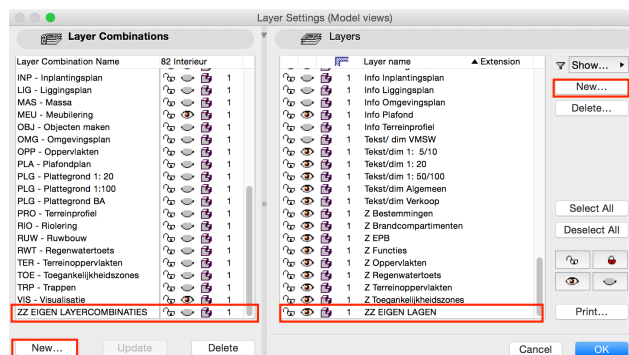 Layer Settings (Model views)
Layer Combinations
Layers
Layer Combination Name 82 Interieur
Layer name ▲ Extension
Show...
New...
Delete...
INP - Inplantingsplan 1
LIG - Liggingsplan 1
MAS - Massa 1
MEU - Meubilering 1
OBJ - Objecten maken 1
OMG - Omgevingsplan 1
OPP - Oppervlakten 1
PLA - Plafondplan 1
PLG - Plattegrond 1: 20 1
PLG - Plattegrond 1:100 1
PLG - Plattegrond BA 1
PRO - Terreinprofiel 1
RIO - Riolering 1
RUW - Ruwbouw 1
RWT - Regenwatertoets 1
TER - Terreinoppervlakten 1
TOE - Toegankelijkheidszones 1
TRP - Trappen 1
VIS - Visualisatie 1
ZZ EIGEN LAYERCOMBINATIES 1
1 Info Inplantingsplan
1 Info Liggingsplan
1 Info Omgevingsplan
1 Info Plafond
1 Info Terreinprofiel
1 Tekst/ dim VMSW
1 Tekst/dim 1: 5/10
1 Tekst/dim 1: 20
1 Tekst/dim 1: 50/100
1 Tekst/dim Algemeen
1 Tekst/dim Verkoop
1 Z Bestemmingen
1 Z Brandcompartimenten
1 Z EPB
1 Z Functies
1 Z Oppervlakten
1 Z Regenwatertoets
1 Z Terreinoppervlakten
1 Z Toegankelijkheidszones
1 ZZ EIGEN LAGEN
Select All
Deselect All
Print...
New...
Update
Delete
Cancel
OK